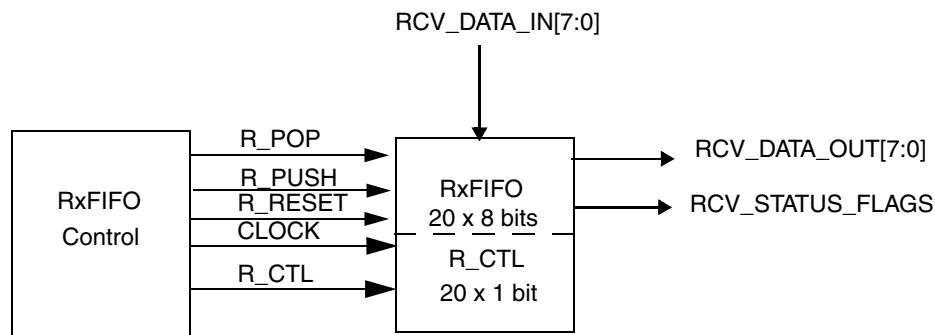 RCV_DATA_IN[7:0]
RxFIFO
Control
R_POP
R_PUSH
R_RESET
CLOCK
R_CTL
RxFIFO
20 x 8 bits
R_CTL
20 x 1 bit
RCV_DATA_OUT[7:0]
RCV_STATUS_FLAGS